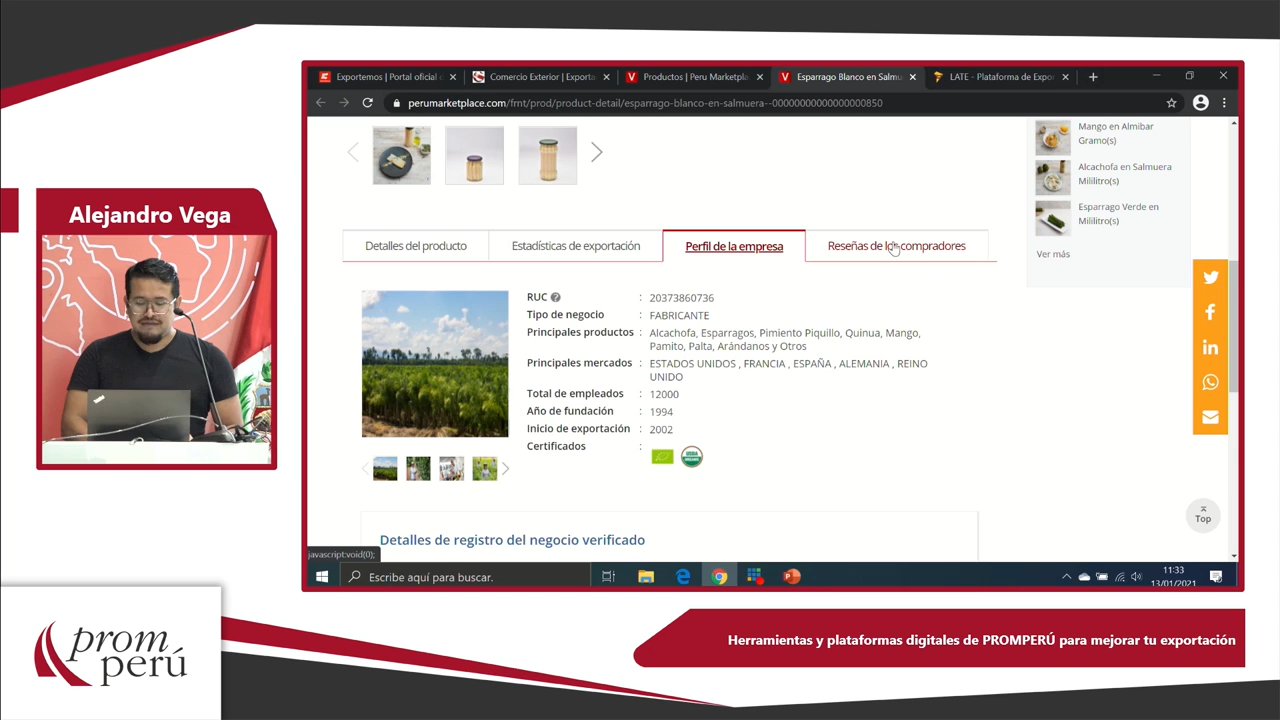 Alejandro Vega
Exportemos | Portal oficial d
Comercio Exterior | Exporta
Productos | Peru Marketpla
Esparrago Blanco en Salmu
LATE - Plataforma de Expor
perumarketplace.com/fmt/prod/product-detail/esparrago-blanco-en-salmuera--00000000000000000850
Mango en Almibar
Gramo(s)
Alcachofa en Salmuera
Mililitro(s)
Esparrago Verde en
Mililitro(s)
Ver más
Detalles del producto
Estadísticas de exportación
Perfil de la empresa
Reseñas de los compradores
RUC ? : 20373860736
Tipo de negocio : FABRICANTE
Principales productos : Alcachofa, Esparragos, Pimiento Piquillo, Quinua, Mango,
Pamito, Palta, Arándanos y Otros
Principales mercados : ESTADOS UNIDOS , FRANCIA , ESPAÑA , ALEMANIA , REINO
UNIDO
Total de empleados : 12000
Año de fundación : 1994
Inicio de exportación : 2002
Certificados :
USDA
ORGANIC
Top
Detalles de registro del negocio verificado
javascript:void(0);
Escribe aquí para buscar.
11:33
13/01/2021
Herramientas y plataformas digitales de PROMPERÚ para mejorar tu exportación
prom
perú